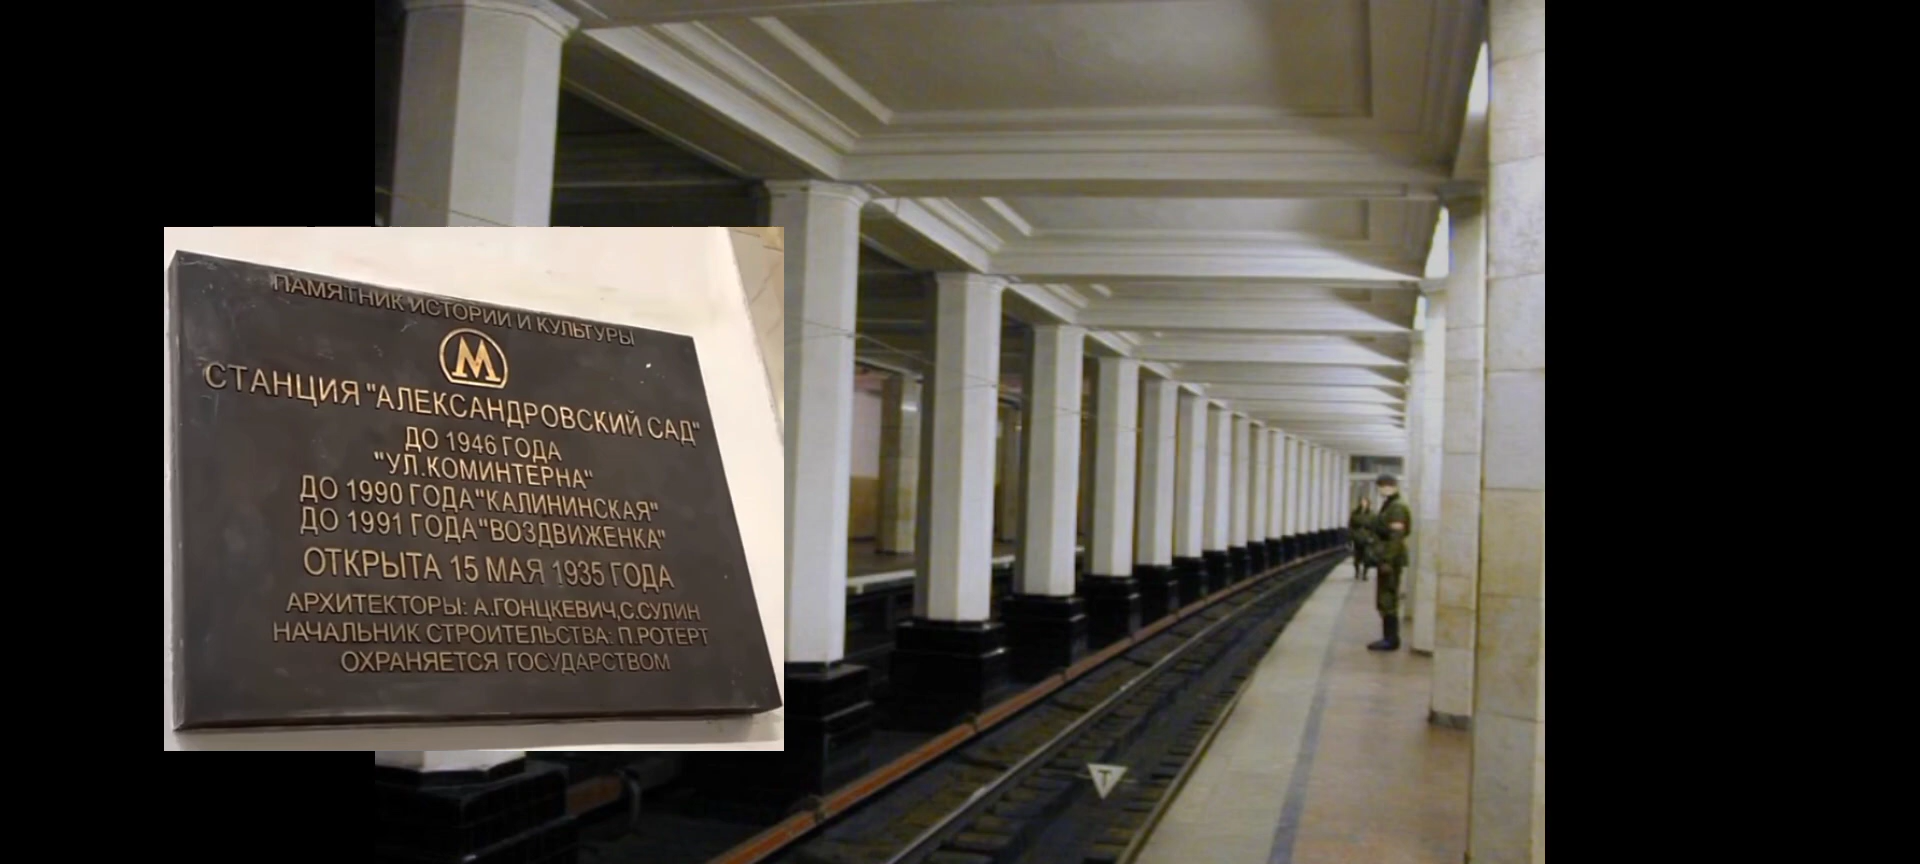 ПАМЯТНИК ИСТОРИИ И КУЛЬТУРЫ
М
СТАНЦИЯ "АЛЕКСАНДРОВСКИЙ САД"
ДО 1946 ГОДА
"УЛ.КОМИНТЕРНА"
ДО 1990 ГОДА "КАЛИНИНСКАЯ"
ДО 1991 ГОДА "ВОЗДВИЖЕНКА"
ОТКРЫТА 15 МАЯ 1935 ГОДА
АРХИТЕКТОРЫ: А.ГОНЦКЕВИЧ,С.СУЛИН
НАЧАЛЬНИК СТРОИТЕЛЬСТВА: П.РОТЕРТ
ОХРАНЯЕТСЯ ГОСУДАРСТВОМ
Т